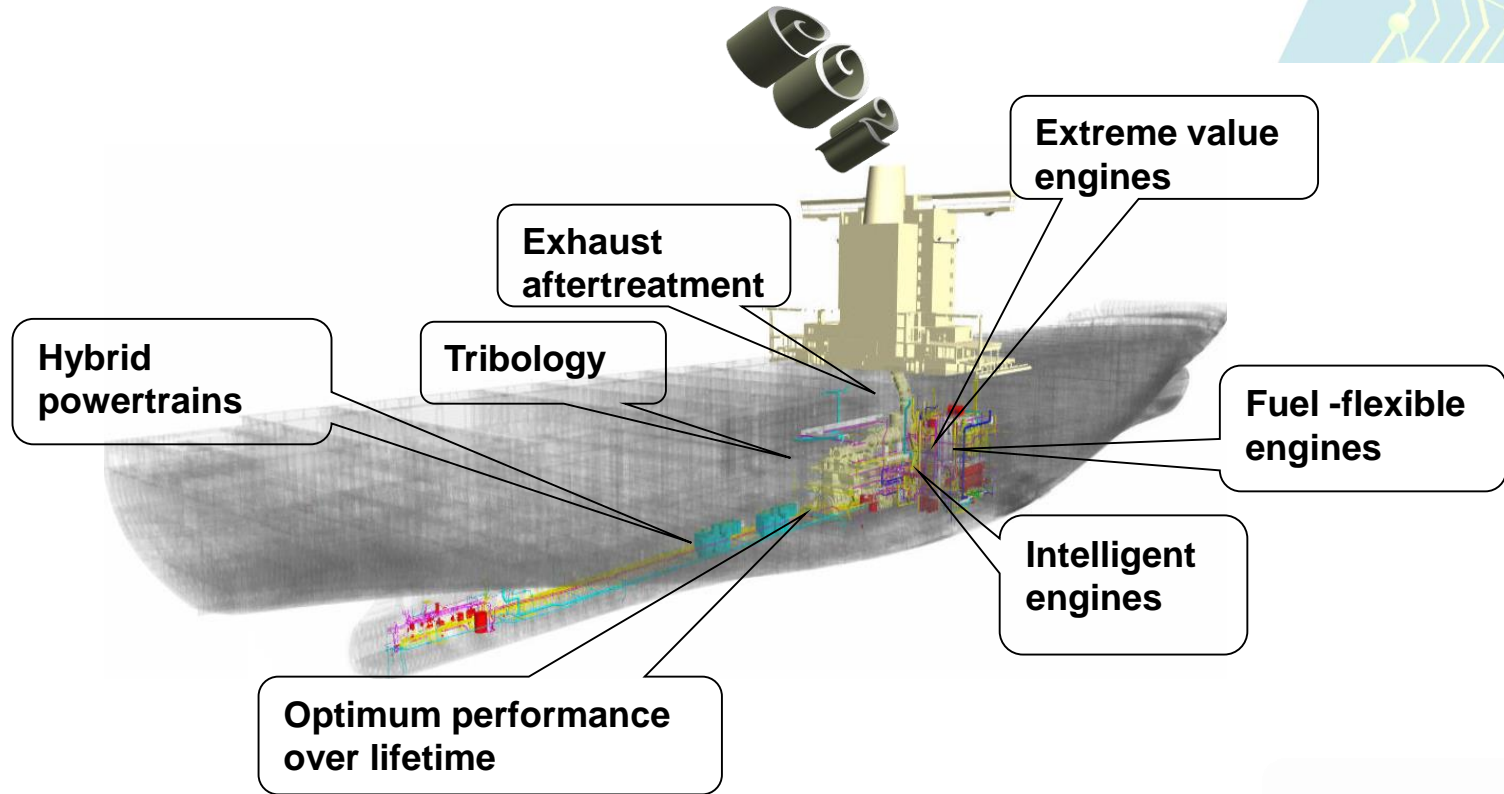 Extreme value
engines
Exhaust
aftertreatment
Hybrid
powertrains
Tribology
Fuel -flexible
engines
Intelligent
engines
Optimum performance
over lifetime